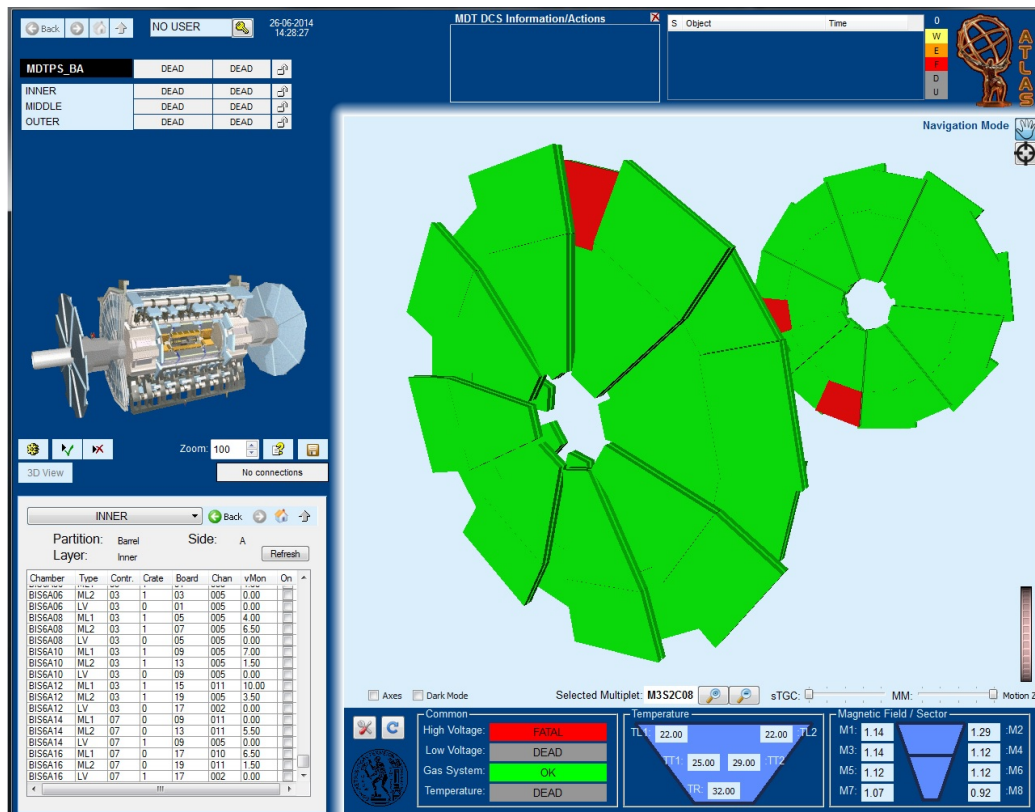 Back
NO USER
26-06-2014
14:28:27
MDT DCS Information/Actions
S Object Time
0
W
E
F
D
U
ATLAS
MDTPS_BA DEAD DEAD
INNER DEAD DEAD
MIDDLE DEAD DEAD
OUTER DEAD DEAD
Navigation Mode
Zoom: 100
3D View
No connections
INNER
Back
Partition: Barrel Side: A
Layer: Inner Refresh
Chamber Type Contr. Crate Board Chan vMon On
BIS6A06 ML2 03 1 03 005 0.00
BIS6A06 LV 03 0 01 005 0.00
BIS6A08 ML1 03 1 05 005 4.00
BIS6A08 ML2 03 1 07 005 6.50
BIS6A08 LV 03 0 05 005 0.00
BIS6A10 ML1 03 1 09 005 7.00
BIS6A10 ML2 03 1 13 005 1.50
BIS6A10 LV 03 0 09 005 0.00
BIS6A12 ML1 03 1 15 011 10.00
BIS6A12 ML2 03 1 19 005 3.50
BIS6A12 LV 03 0 17 002 0.00
BIS6A14 ML1 07 0 09 011 0.00
BIS6A14 ML2 07 0 13 011 5.50
BIS6A14 LV 07 1 09 005 0.00
BIS6A16 ML1 07 0 17 010 6.50
BIS6A16 ML2 07 0 19 011 1.50
BIS6A16 LV 07 1 17 002 0.00
Axes
Dark Mode
Selected Multiplet: M3S2C08
sTGC:
MM:
Motion Z
Common
High Voltage: FATAL
Low Voltage: DEAD
Gas System: OK
Temperature: DEAD
Temperature
TL1: 22.00 22.00 :TL2
TT1: 25.00 29.00 :TT2
TR: 32.00
Magnetic Field / Sector
M1: 1.14 1.29 :M2
M3: 1.14 1.12 :M4
M5: 1.12 1.12 :M6
M7: 1.07 0.92 :M8